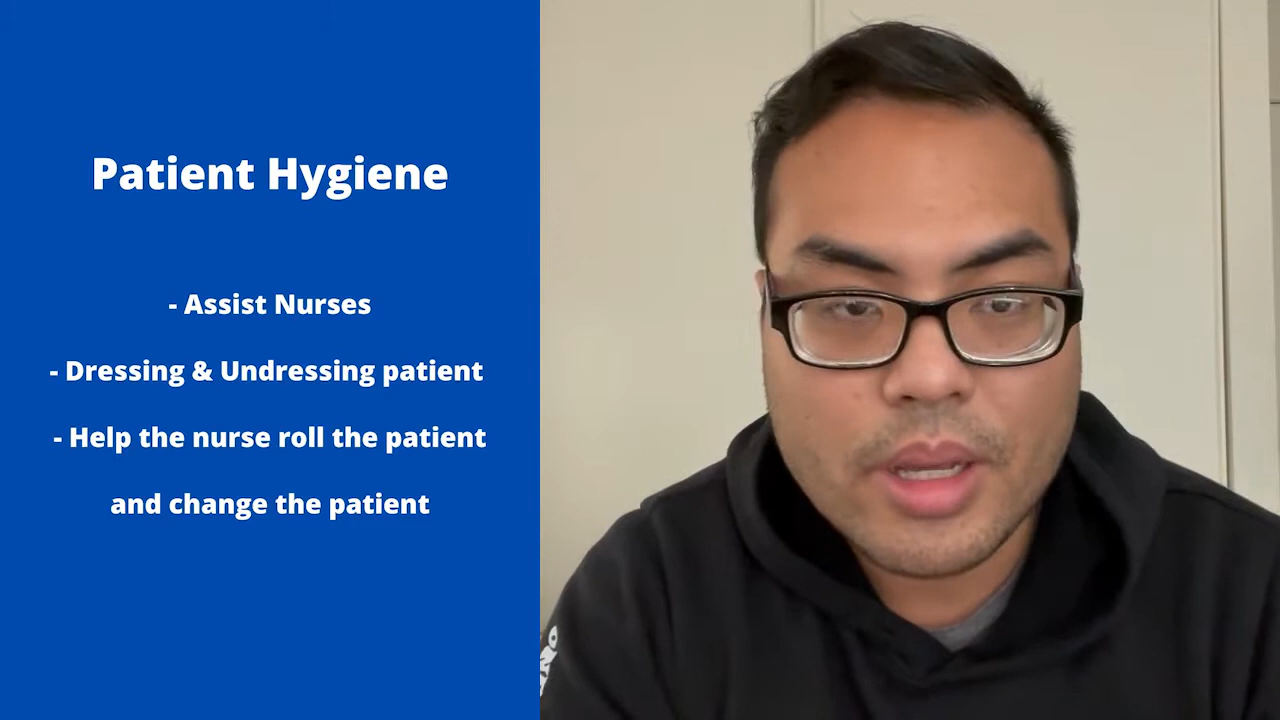 Patient Hygiene
- Assist Nurses
- Dressing & Undressing patient
- Help the nurse roll the patient
and change the patient